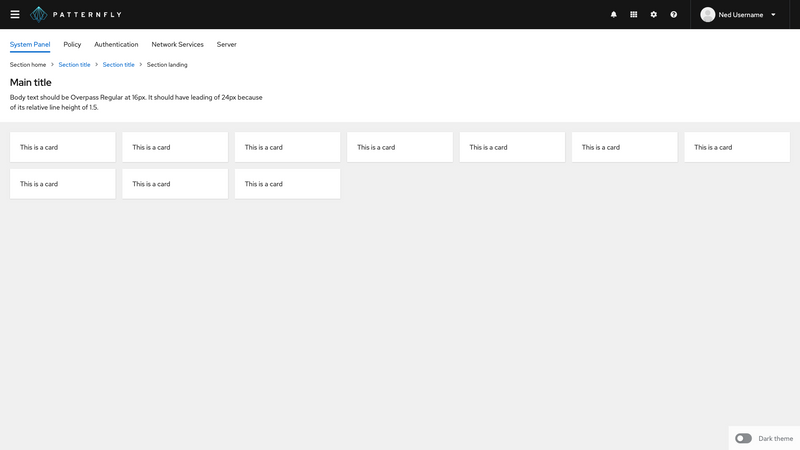 PATTERNFLY
Ned Username
System Panel Policy Authentication Network Services Server
Section home Section title Section title Section landing
Main title
Body text should be Overpass Regular at 16px. It should have leading of 24px because
of its relative line height of 1.5.
This is a card This is a card This is a card This is a card This is a card This is a card This is a card
This is a card This is a card This is a card
Dark theme